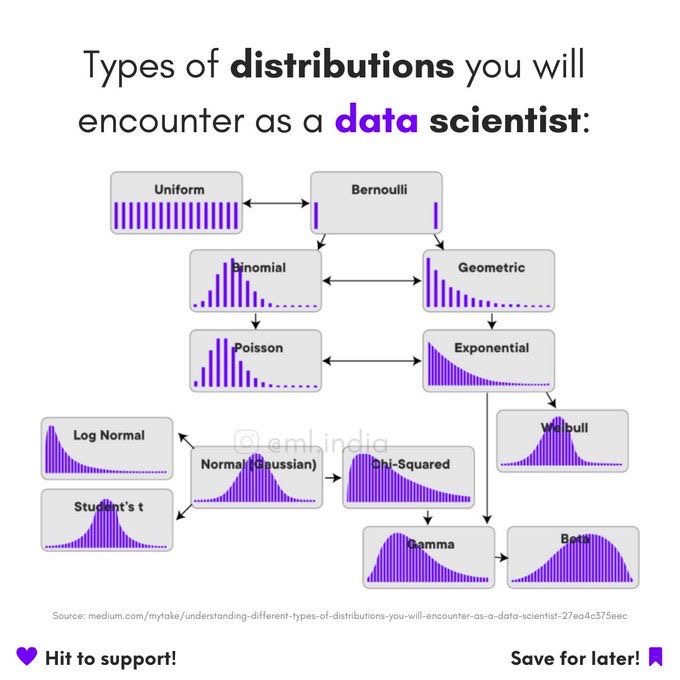 Types of distributions you will
encounter as a data scientist:
Uniform
Bernoulli
Binomial
Geometric
Poisson
Exponential
Weibull
Log Normal
@ml.india
Normal (Gaussian)
Chi-Squared
Student's t
Gamma
Beta
Source: medium.com/mytake/understanding-different-types-of-distributions-you-will-encounter-as-a-data-scientist-27ea4c375eec
Hit to support!
Save for later!